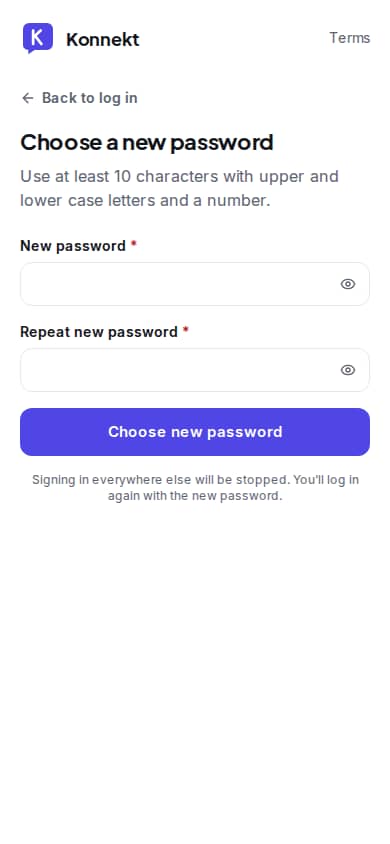 Konnekt
Terms
Back to log in
Choose a new password
Use at least 10 characters with upper and
lower case letters and a number.
New password *
Repeat new password *
Choose new password
Signing in everywhere else will be stopped. You'll log in
again with the new password.